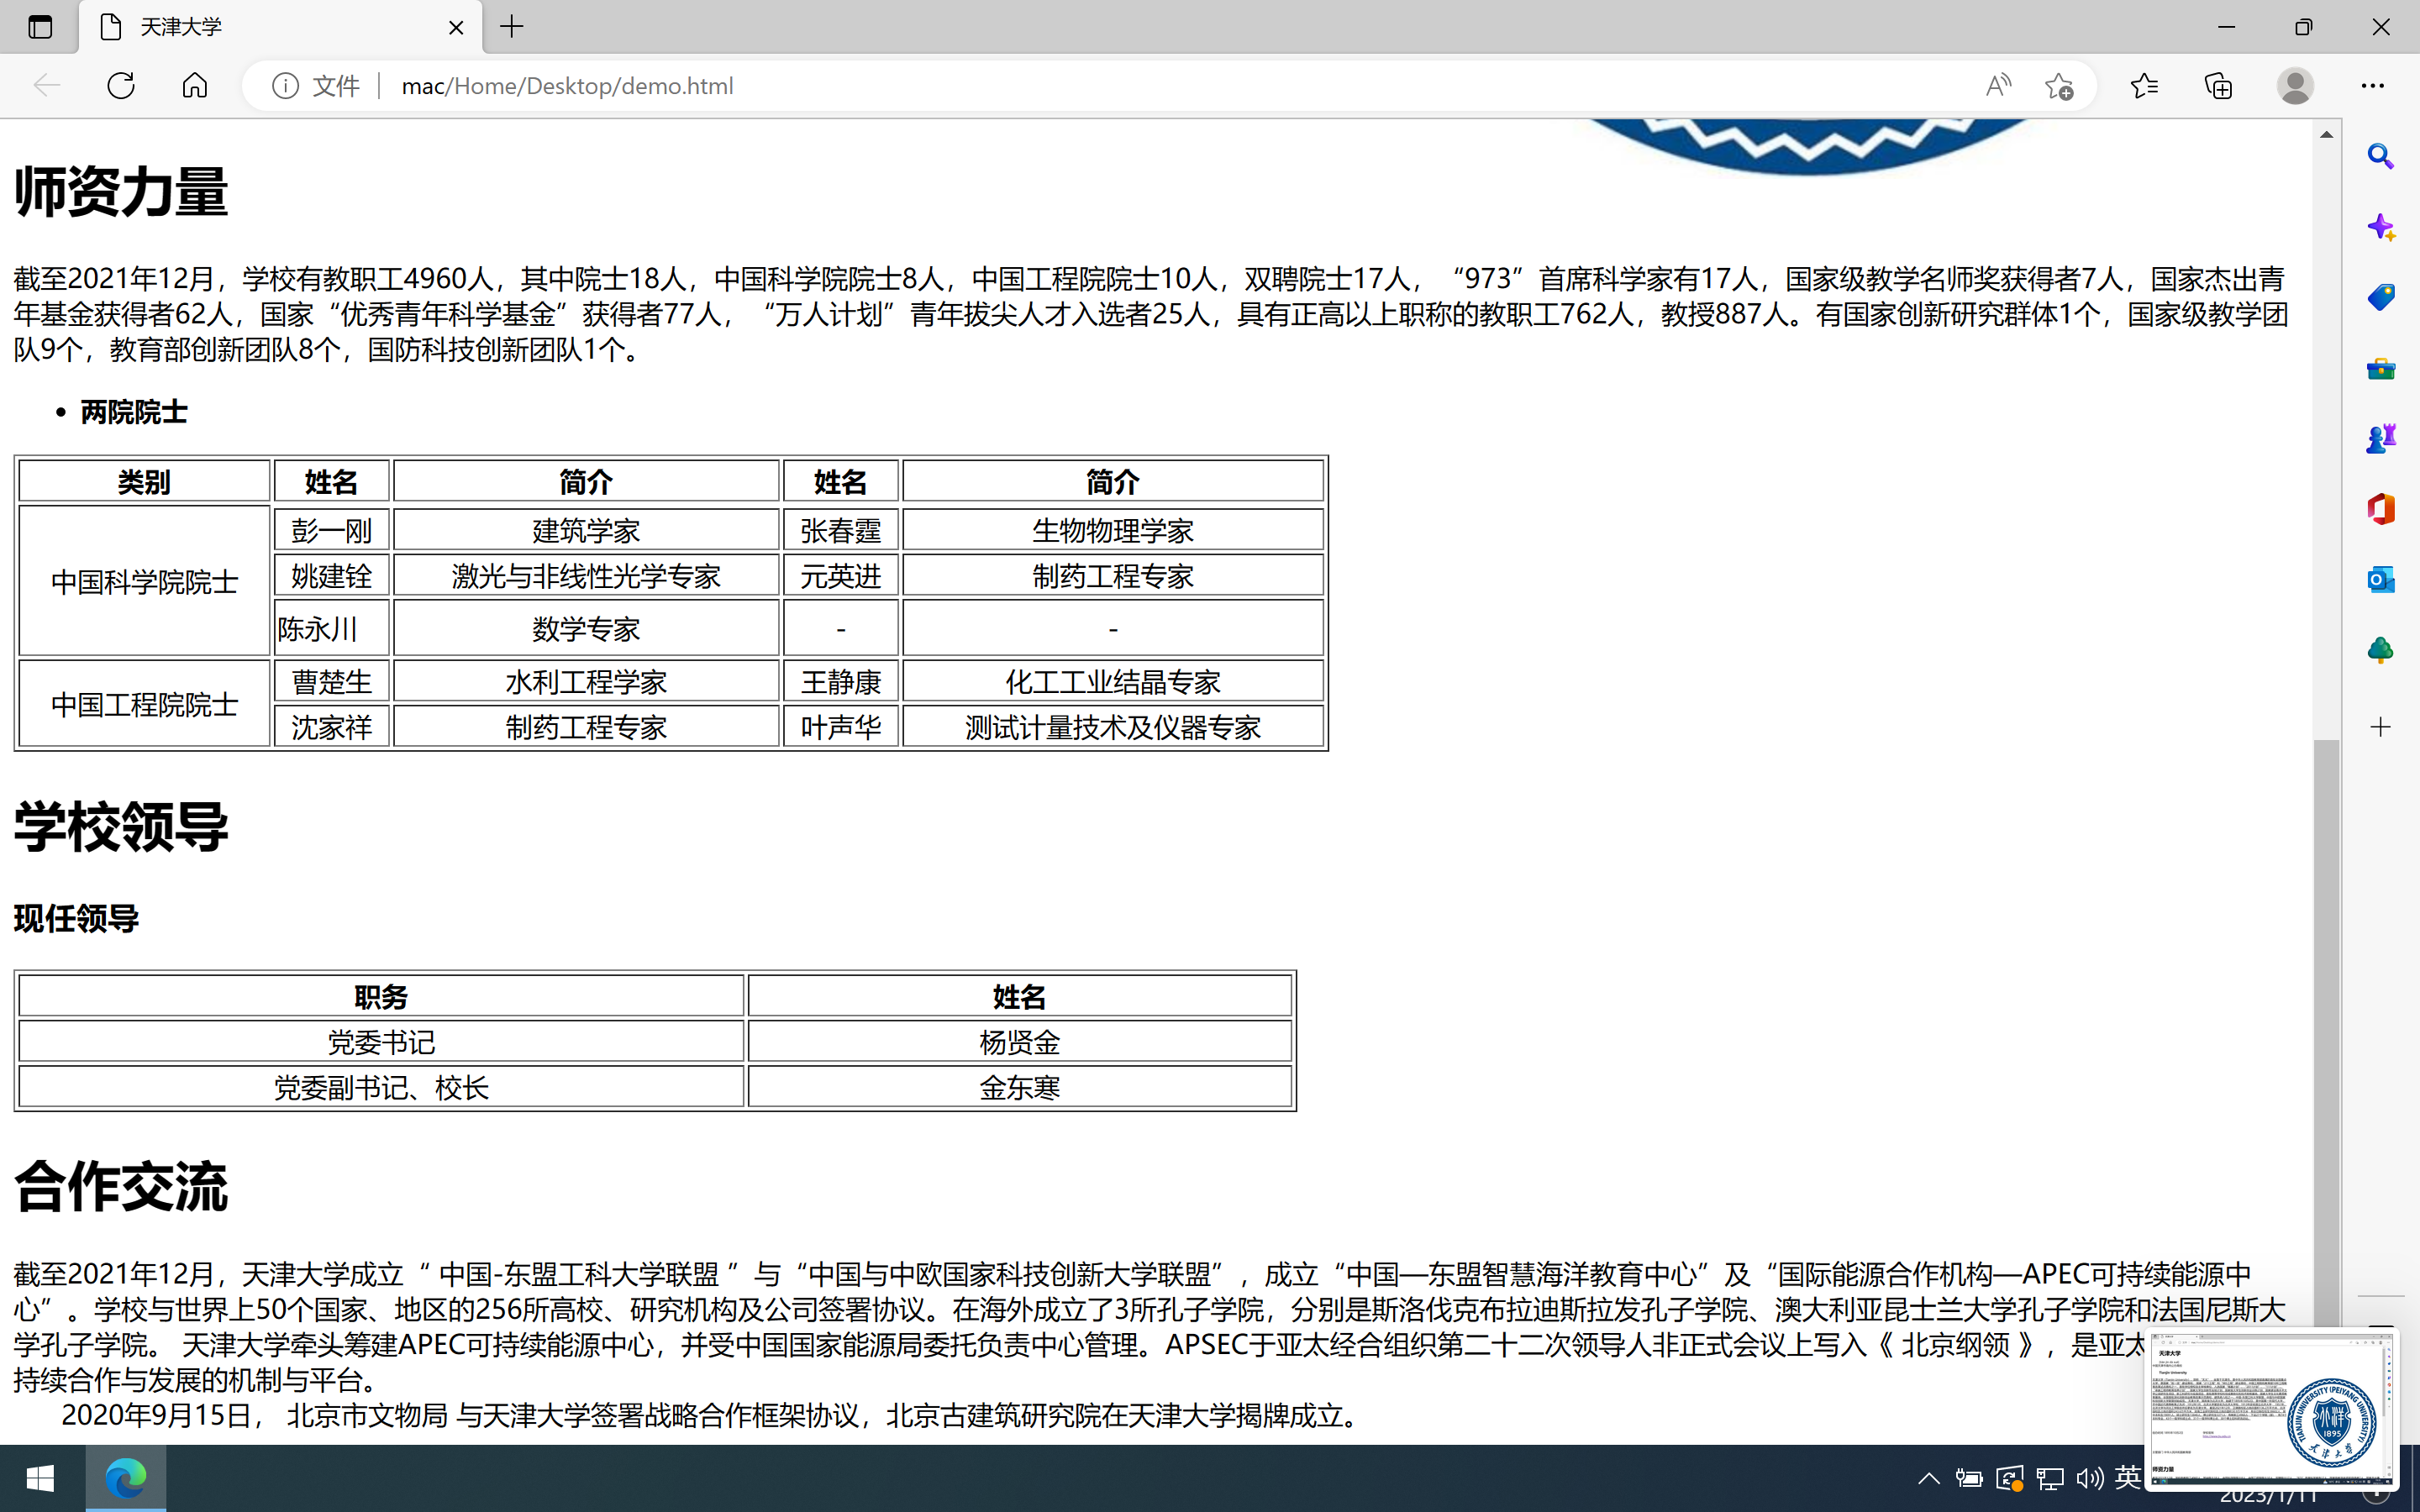 天津大学
文件 mac/Home/Desktop/demo.html
师资力量
截至2021年12月，学校有教职工4960人，其中院士18人，中国科学院院士8人，中国工程院院士10人，双聘院士17人，“973”首席科学家有17人，国家级教学名师奖获得者7人，国家杰出青
年基金获得者62人，国家“优秀青年科学基金”获得者77人，“万人计划”青年拔尖人才入选者25人，具有正高以上职称的教职工762人，教授887人。有国家创新研究群体1个，国家级教学团
队9个，教育部创新团队8个，国防科技创新团队1个。
• 两院院士
类别 姓名 简介 姓名 简介
中国科学院院士 彭一刚 建筑学家 张春霆 生物物理学家
姚建铨 激光与非线性光学专家 元英进 制药工程专家
陈永川 数学专家 - -
中国工程院院士 曹楚生 水利工程学家 王静康 化工工业结晶专家
沈家祥 制药工程专家 叶声华 测试计量技术及仪器专家
学校领导
现任领导
职务 姓名
党委书记 杨贤金
党委副书记、校长 金东寒
合作交流
截至2021年12月，天津大学成立“ 中国-东盟工科大学联盟 ”与“中国与中欧国家科技创新大学联盟”，成立“中国—东盟智慧海洋教育中心”及“国际能源合作机构—APEC可持续能源中
心”。学校与世界上50个国家、地区的256所高校、研究机构及公司签署协议。在海外成立了3所孔子学院，分别是斯洛伐克布拉迪斯拉发孔子学院、澳大利亚昆士兰大学孔子学院和法国尼斯大
学孔子学院。 天津大学牵头筹建APEC可持续能源中心，并受中国国家能源局委托负责中心管理。APSEC于亚太经合组织第二十二次领导人非正式会议上写入《 北京纲领 》，是亚太
持续合作与发展的机制与平台。
2020年9月15日， 北京市文物局 与天津大学签署战略合作框架协议，北京古建筑研究院在天津大学揭牌成立。
天津大学
Tianjin University
TIANJIN UNIVERSITY (PEIYANG UNIVERSITY)
1895
师资力量
英
2023/1/11